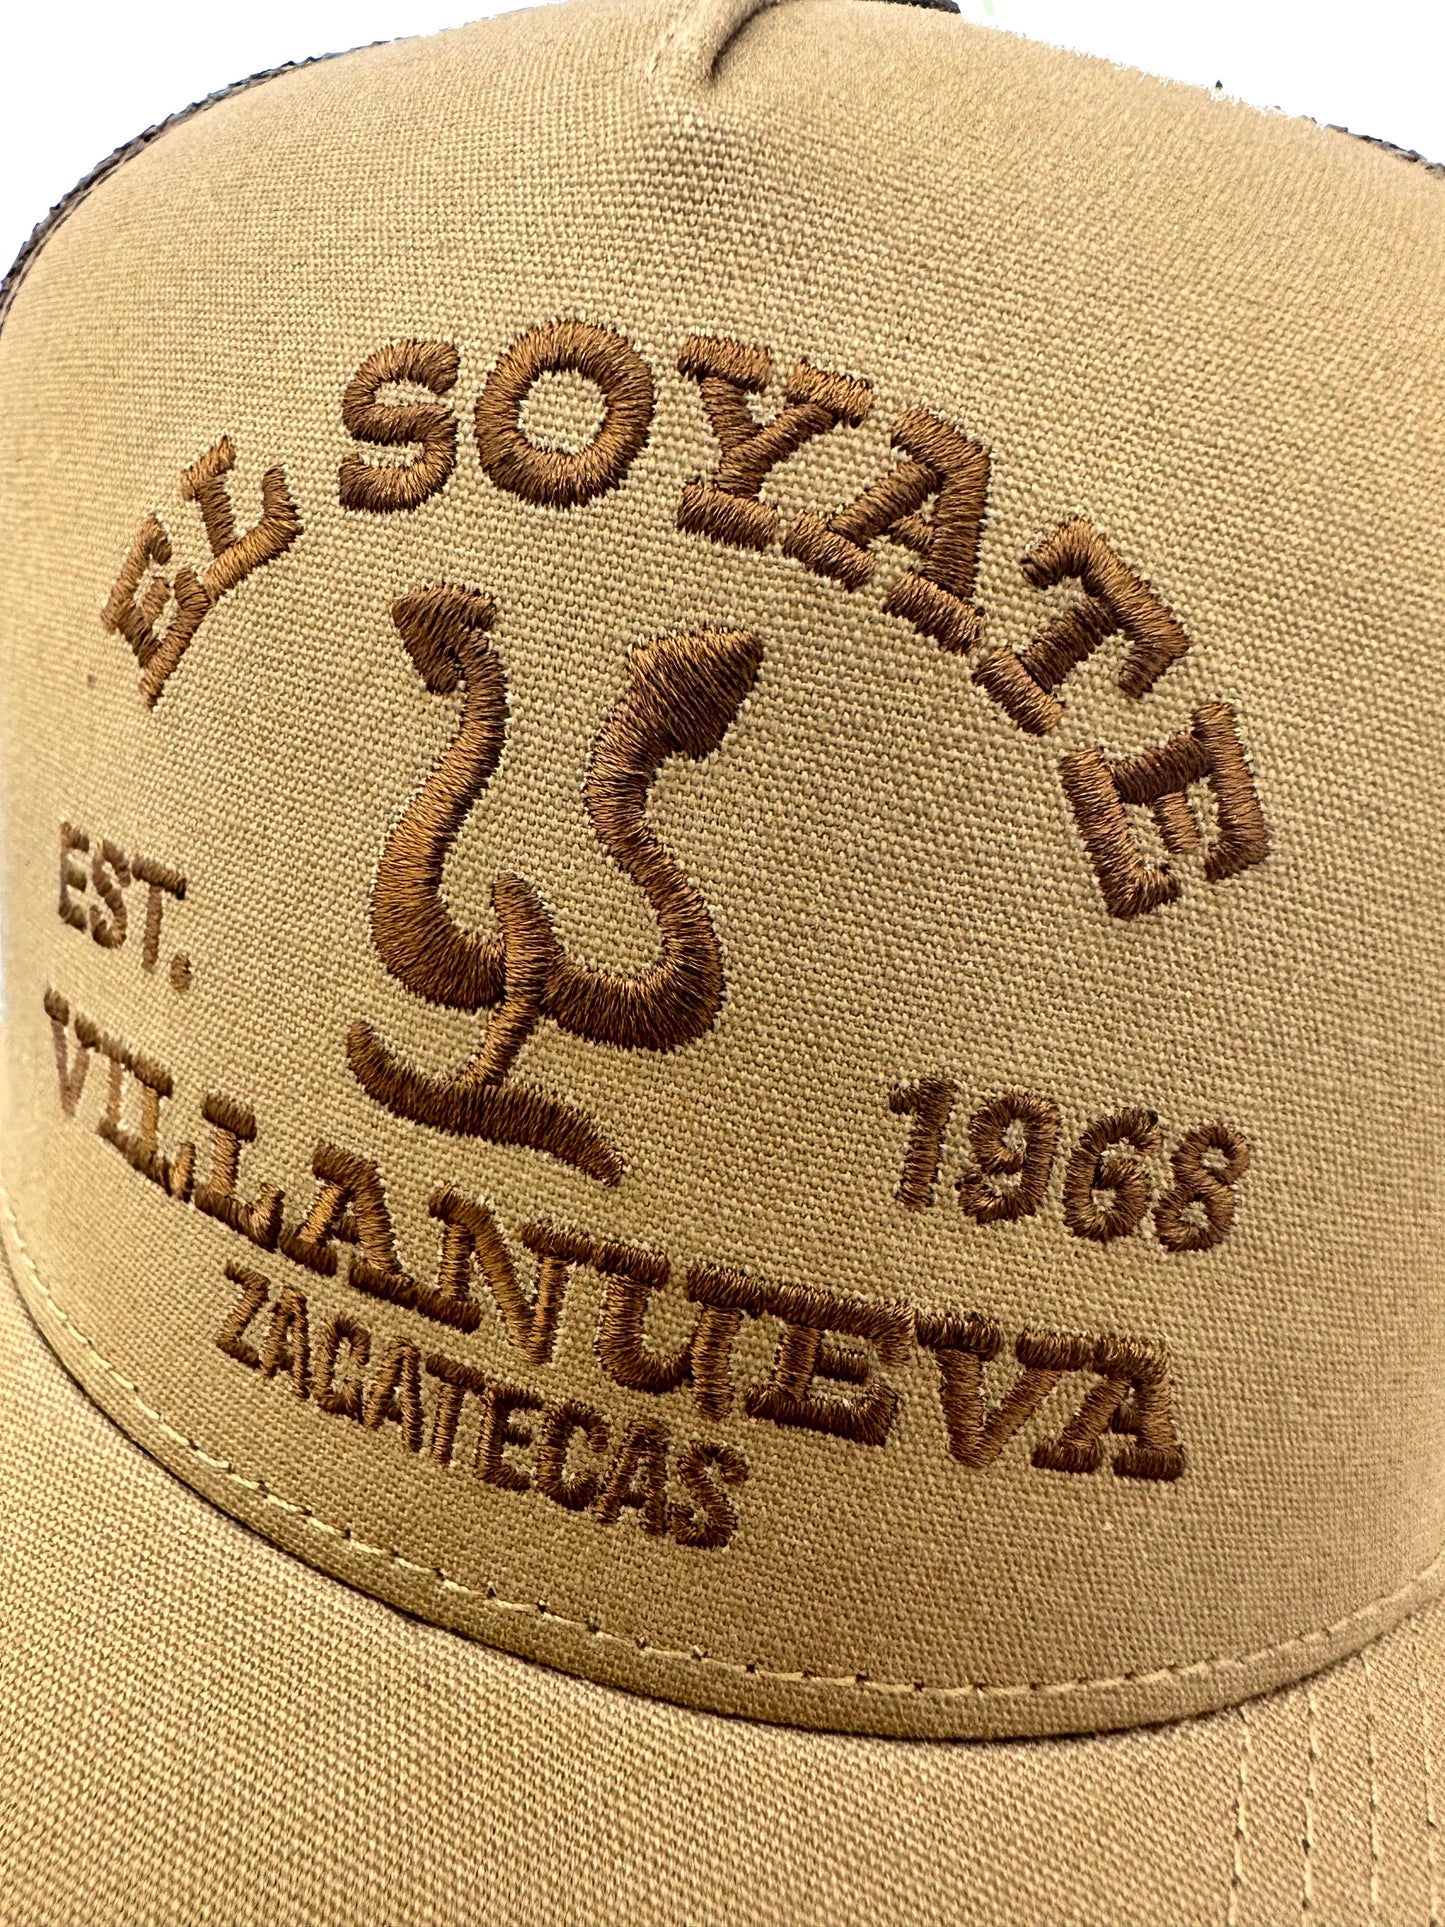 EL SOYATE
EST. 1968
VILLANUEVA
ZACATECAS